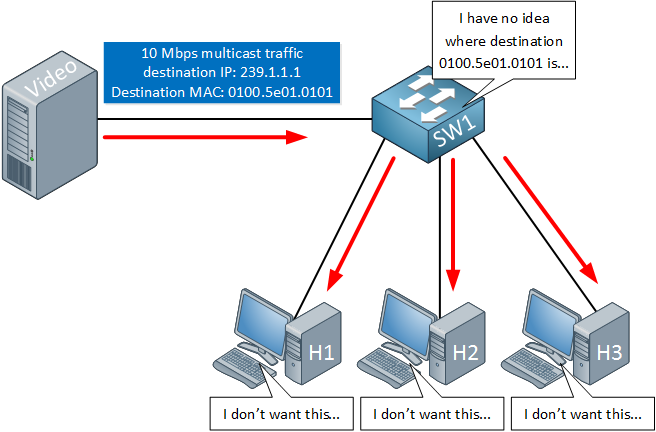 I have no idea
where destination
0100.5e01.0101 is...
10 Mbps multicast traffic
destination IP: 239.1.1.1
Destination MAC: 0100.5e01.0101
Video
SW1
H1
H2
H3
I don't want this...
I don't want this...
I don't want this...